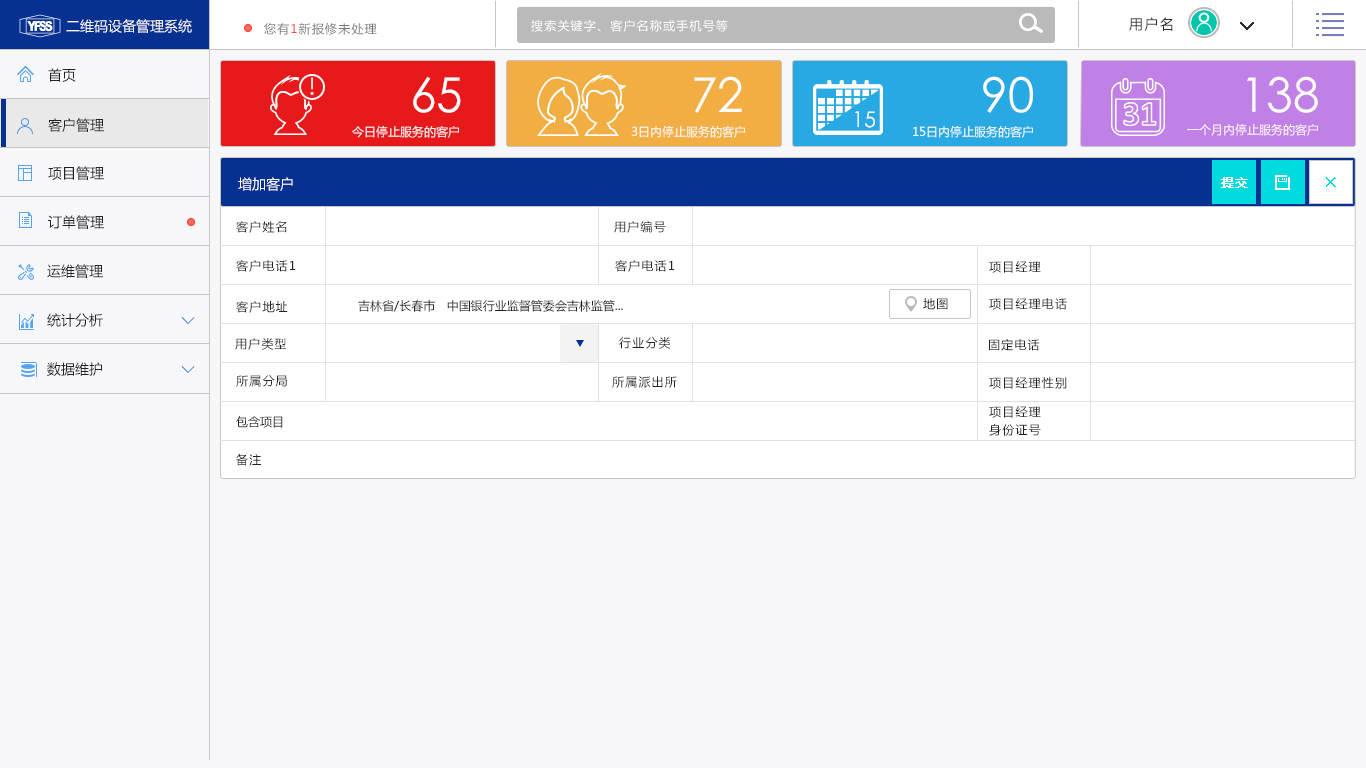 YFSS 二维码设备管理系统
您有1新报修未处理
搜索关键字、客户名称或手机号等
用户名
首页
客户管理
项目管理
订单管理
运维管理
统计分析
数据维护
65
今日停止服务的客户
72
3日内停止服务的客户
15
90
15日内停止服务的客户
31
138
一个月内停止服务的客户
增加客户
提交
客户姓名
用户编号
客户电话1
客户电话1
项目经理
客户地址
吉林省/长春市 中国银行业监督管委会吉林监管...
地图
项目经理电话
用户类型
行业分类
固定电话
所属分局
所属派出所
项目经理性别
包含项目
项目经理
身份证号
备注